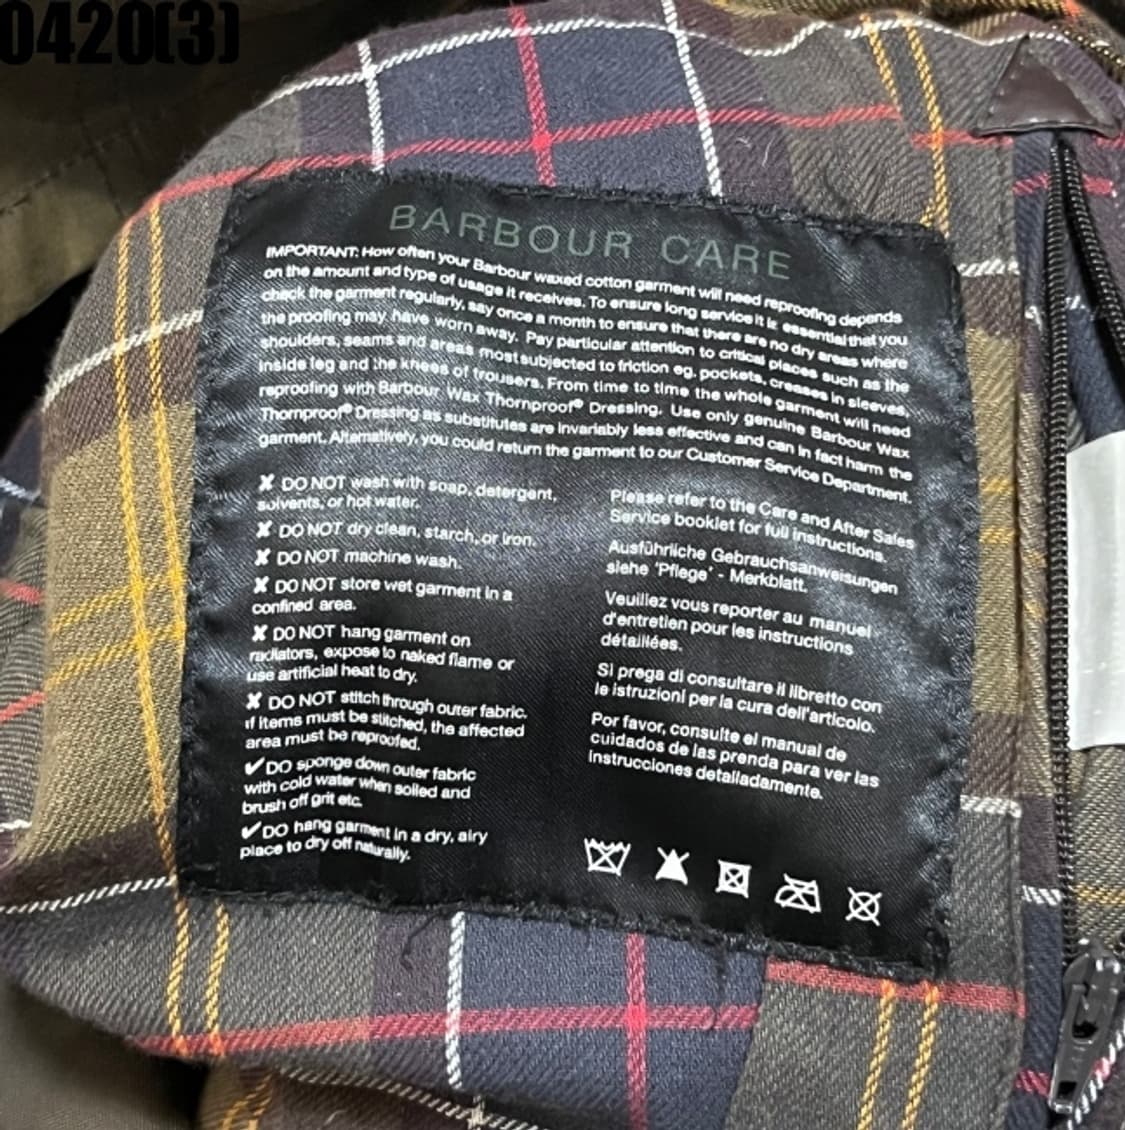 0420(3)
BARBOUR CARE
IMPORTANT: How often your Barbour waxed cotton garment will need reproofing depends
on the amount and type of usage it receives. To ensure long service it is essential that you
check the garment regularly, say once a month to ensure that there are no dry areas where
the proofing may have worn away. Pay particular attention to critical places such as the
shoulders, seams and areas most subjected to friction eg. pockets, creases in sleeves,
inside leg and the knees of trousers. From time to time the whole garment will need
reproofing with Barbour Wax Thornproof® Dressing. Use only genuine Barbour Wax
Thornproof® Dressing as substitutes are invariably less effective and can in fact harm the
garment. Alternatively, you could return the garment to our Customer Service Department.
✘ DO NOT wash with soap, detergent,
solvents, or hot water.
✘ DO NOT dry clean, starch, or iron.
✘ DO NOT machine wash.
✘ DO NOT store wet garment in a
confined area.
✘ DO NOT hang garment on
radiators, expose to naked flame or
use artificial heat to dry.
✘ DO NOT stitch through outer fabric.
If items must be stitched, the affected
area must be reproofed.
✔DO sponge down outer fabric
with cold water when soiled and
brush off grit etc.
✔DO hang garment in a dry, airy
place to dry off naturally.
Please refer to the Care and After Sales
Service booklet for full instructions.
Ausführliche Gebrauchsanweisungen
siehe 'Pflege' - Merkblatt.
Veuillez vous reporter au manuel
d'entretien pour les instructions
détaillées.
Si prega di consultare il libretto con
le istruzioni per la cura dell'articolo.
Por favor, consulte el manual de
cuidados de las prenda para ver las
instrucciones detalladamente.